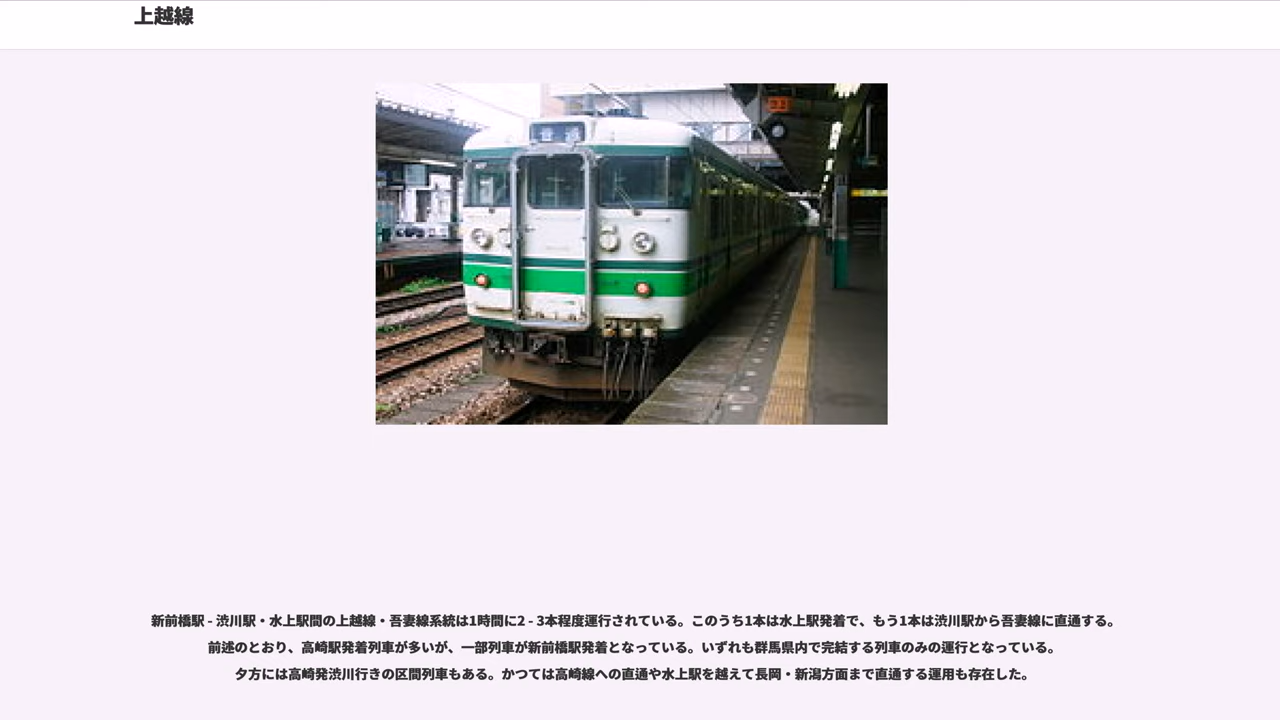 上越線
普通
新前橋駅 - 渋川駅・水上駅間の上越線・吾妻線系統は1時間に2 - 3本程度運行されている。このうち1本は水上駅発着で、もう1本は渋川駅から吾妻線に直通する。
前述のとおり、高崎駅発着列車が多いが、一部列車が新前橋駅発着となっている。いずれも群馬県内で完結する列車のみの運行となっている。
夕方には高崎発渋川行きの区間列車もある。かつては高崎線への直通や水上駅を越えて長岡・新潟方面まで直通する運用も存在した。